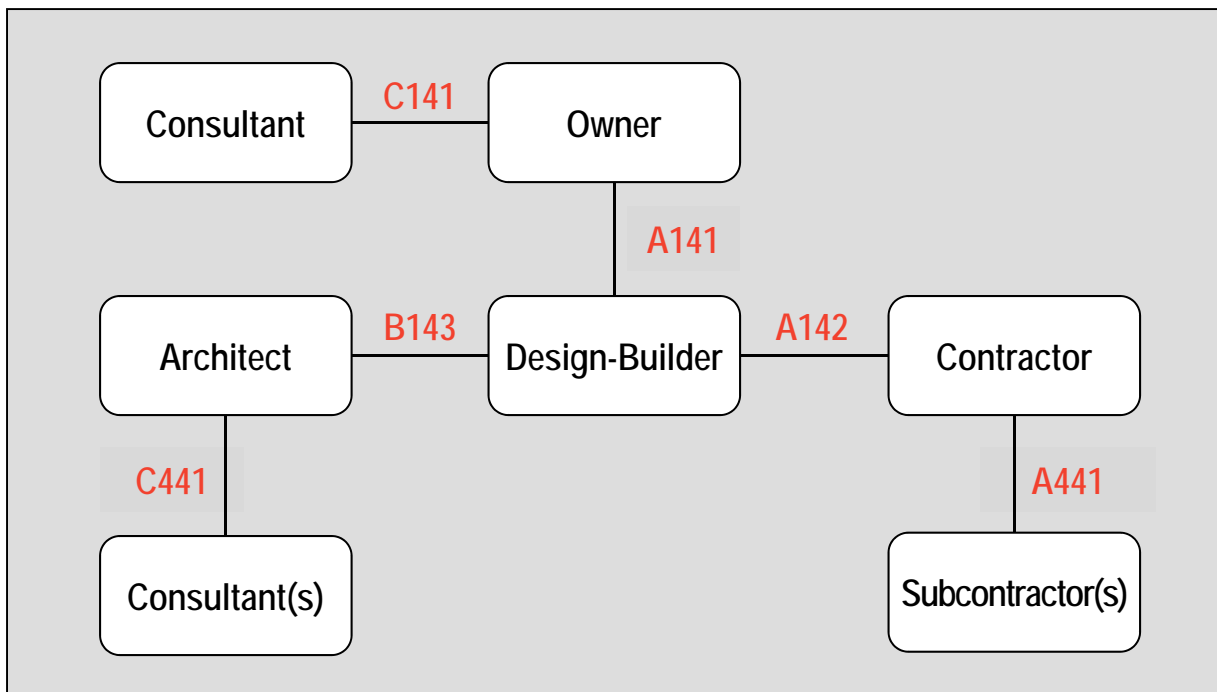 Consultant
C141
Owner
A141
Architect
B143
Design-Builder
A142
Contractor
C441
A441
Consultant(s)
Subcontractor(s)